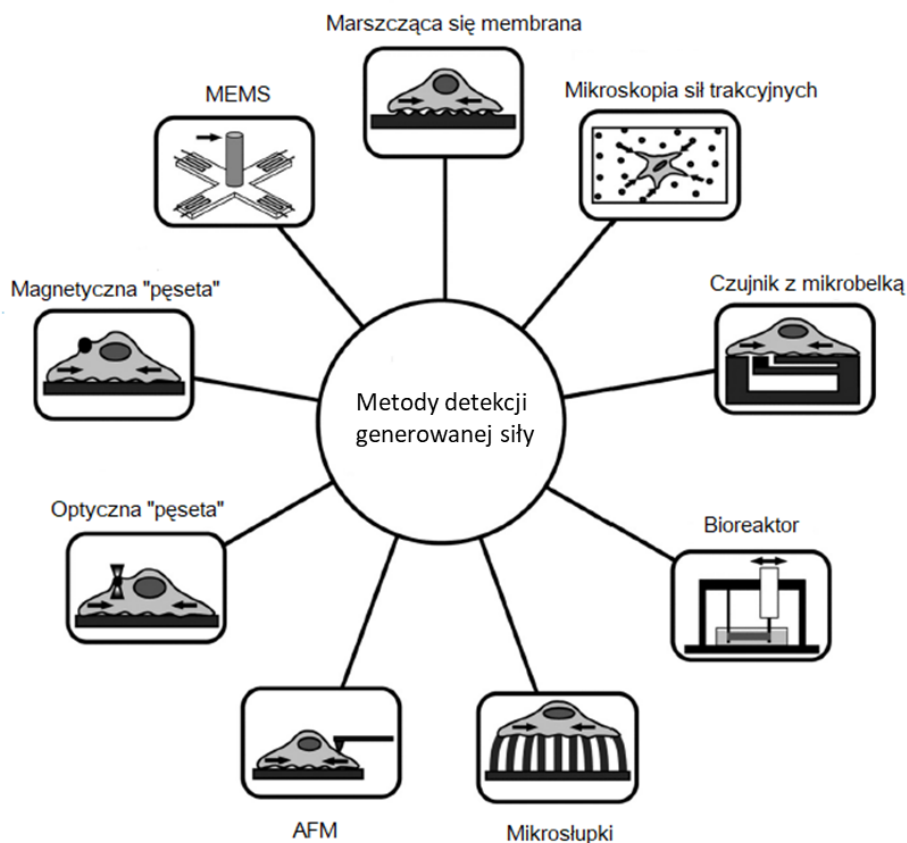 Marszcząca się membrana
MEMS
Mikroskopia sił trakcyjnych
Magnetyczna "pęseta"
Czujnik z mikrobelką
Metody detekcji
generowanej siły
Optyczna "pęseta"
Bioreaktor
AFM
Mikrosłupki